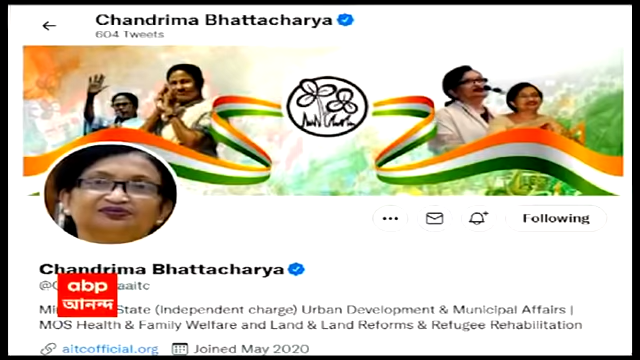 Chandrima Bhattacharya
604 Tweets
Following
Chandrima Bhattacharya
abp
আনন্দ
aaitc
State (Independent charge) Urban Development & Municipal Affairs |
MOS Health & Family Welfare and Land & Land Reforms & Refugee Rehabilitation
aitcofficial.org Joined May 2020